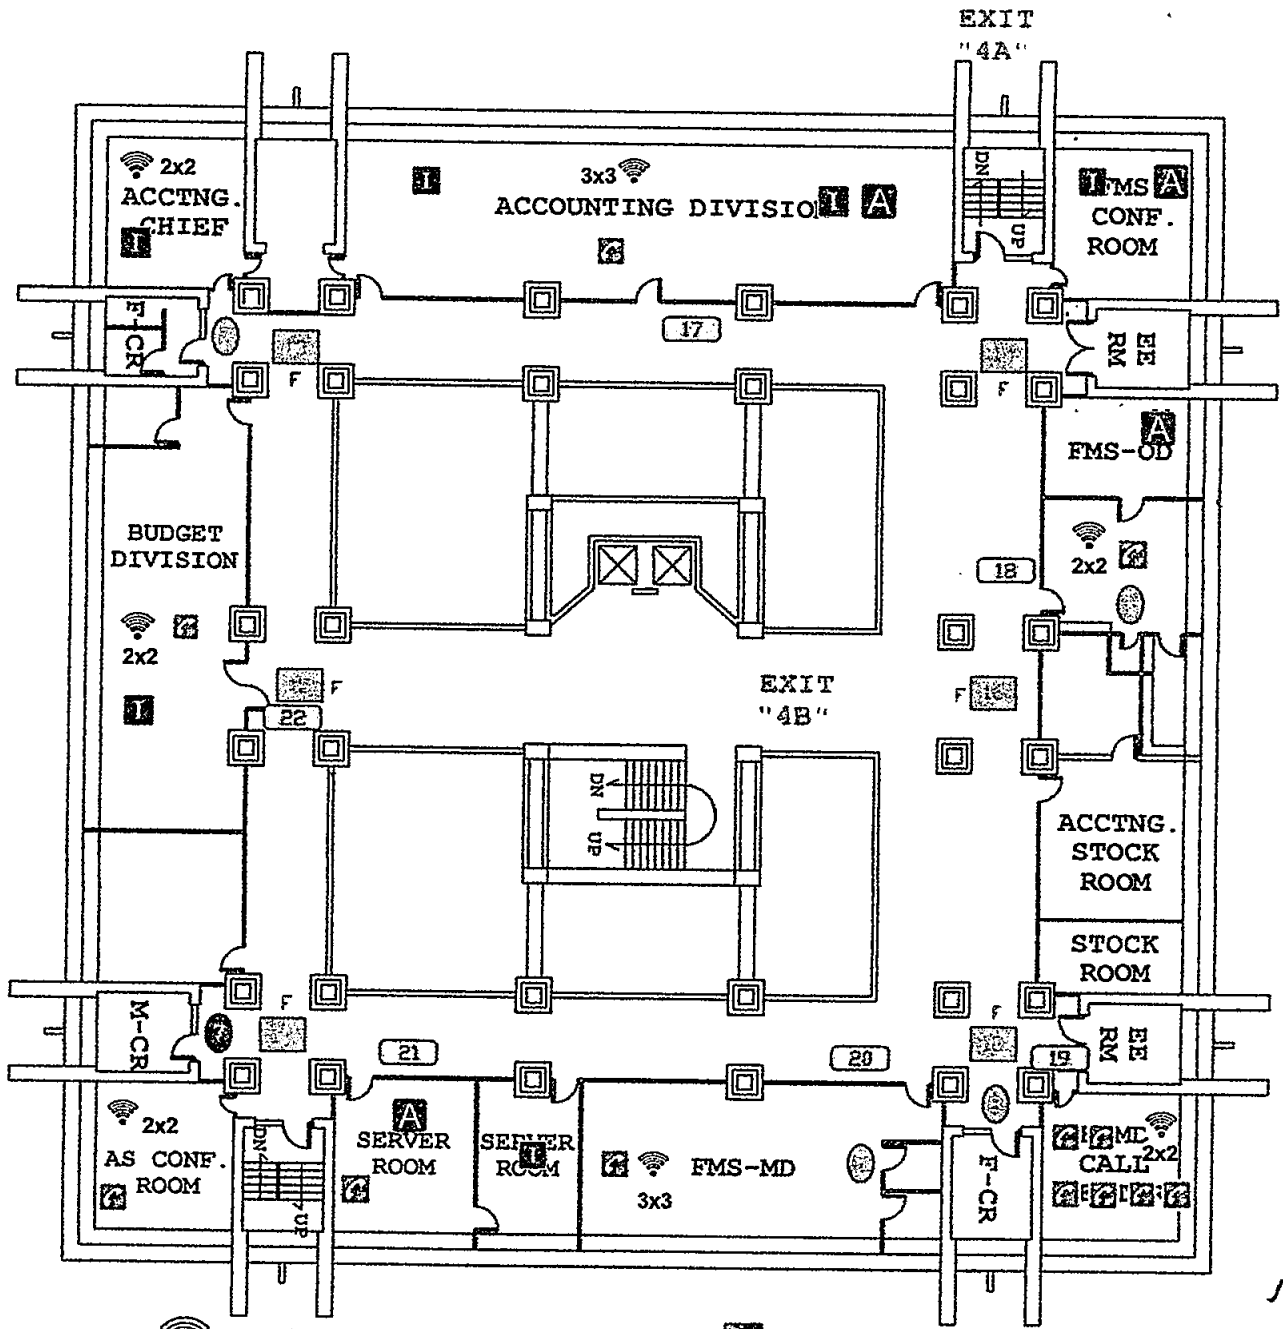 EXIT
"4A"
2x2
ACCTNG.
CHIEF
I
I
3x3
ACCOUNTING DIVISIO
I
A
DN
UP
I
FMS
A
CONF.
ROOM
F-CR
F
17
F
EE
RM
A
FMS-OD
BUDGET
DIVISION
2x2
I
18
2x2
F
22
EXIT
"4B"
F
DN
UP
ACCTNG.
STOCK
ROOM
STOCK
ROOM
M-CR
F
21
20
F
19
EE
RM
2x2
AS CONF.
ROOM
DN
UP
A
SERVER
ROOM
SERVER
ROOM
I
3x3
FMS-MD
F-CR
MD
CALL
2x2